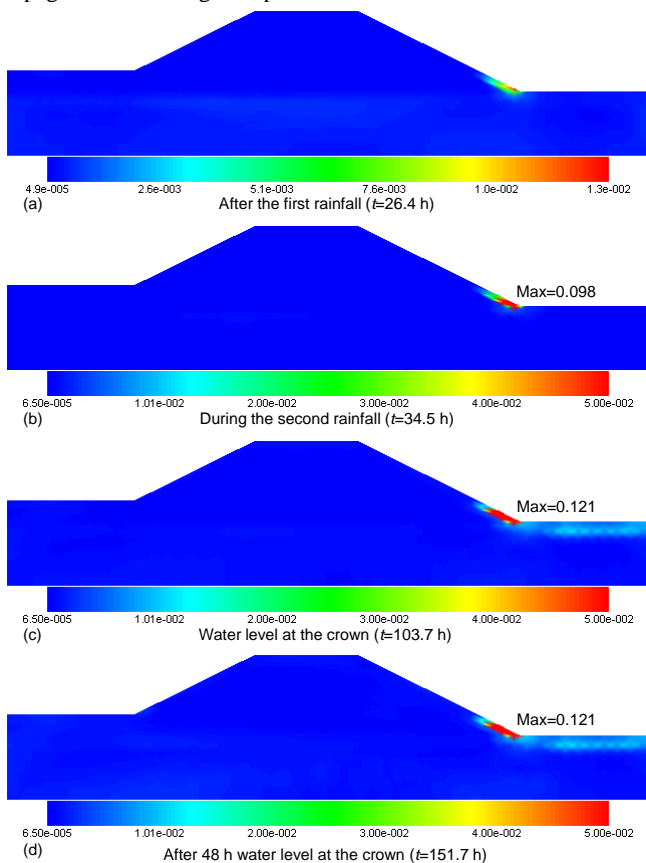 4.9e-005 2.6e-003 5.1e-003 7.6e-003 1.0e-002 1.3e-002
(a) After the first rainfall (t=26.4 h)
Max=0.098
6.50e-005 1.01e-002 2.00e-002 3.00e-002 4.00e-002 5.00e-002
(b) During the second rainfall (t=34.5 h)
Max=0.121
6.50e-005 1.01e-002 2.00e-002 3.00e-002 4.00e-002 5.00e-002
(c) Water level at the crown (t=103.7 h)
Max=0.121
6.50e-005 1.01e-002 2.00e-002 3.00e-002 4.00e-002 5.00e-002
(d) After 48 h water level at the crown (t=151.7 h)